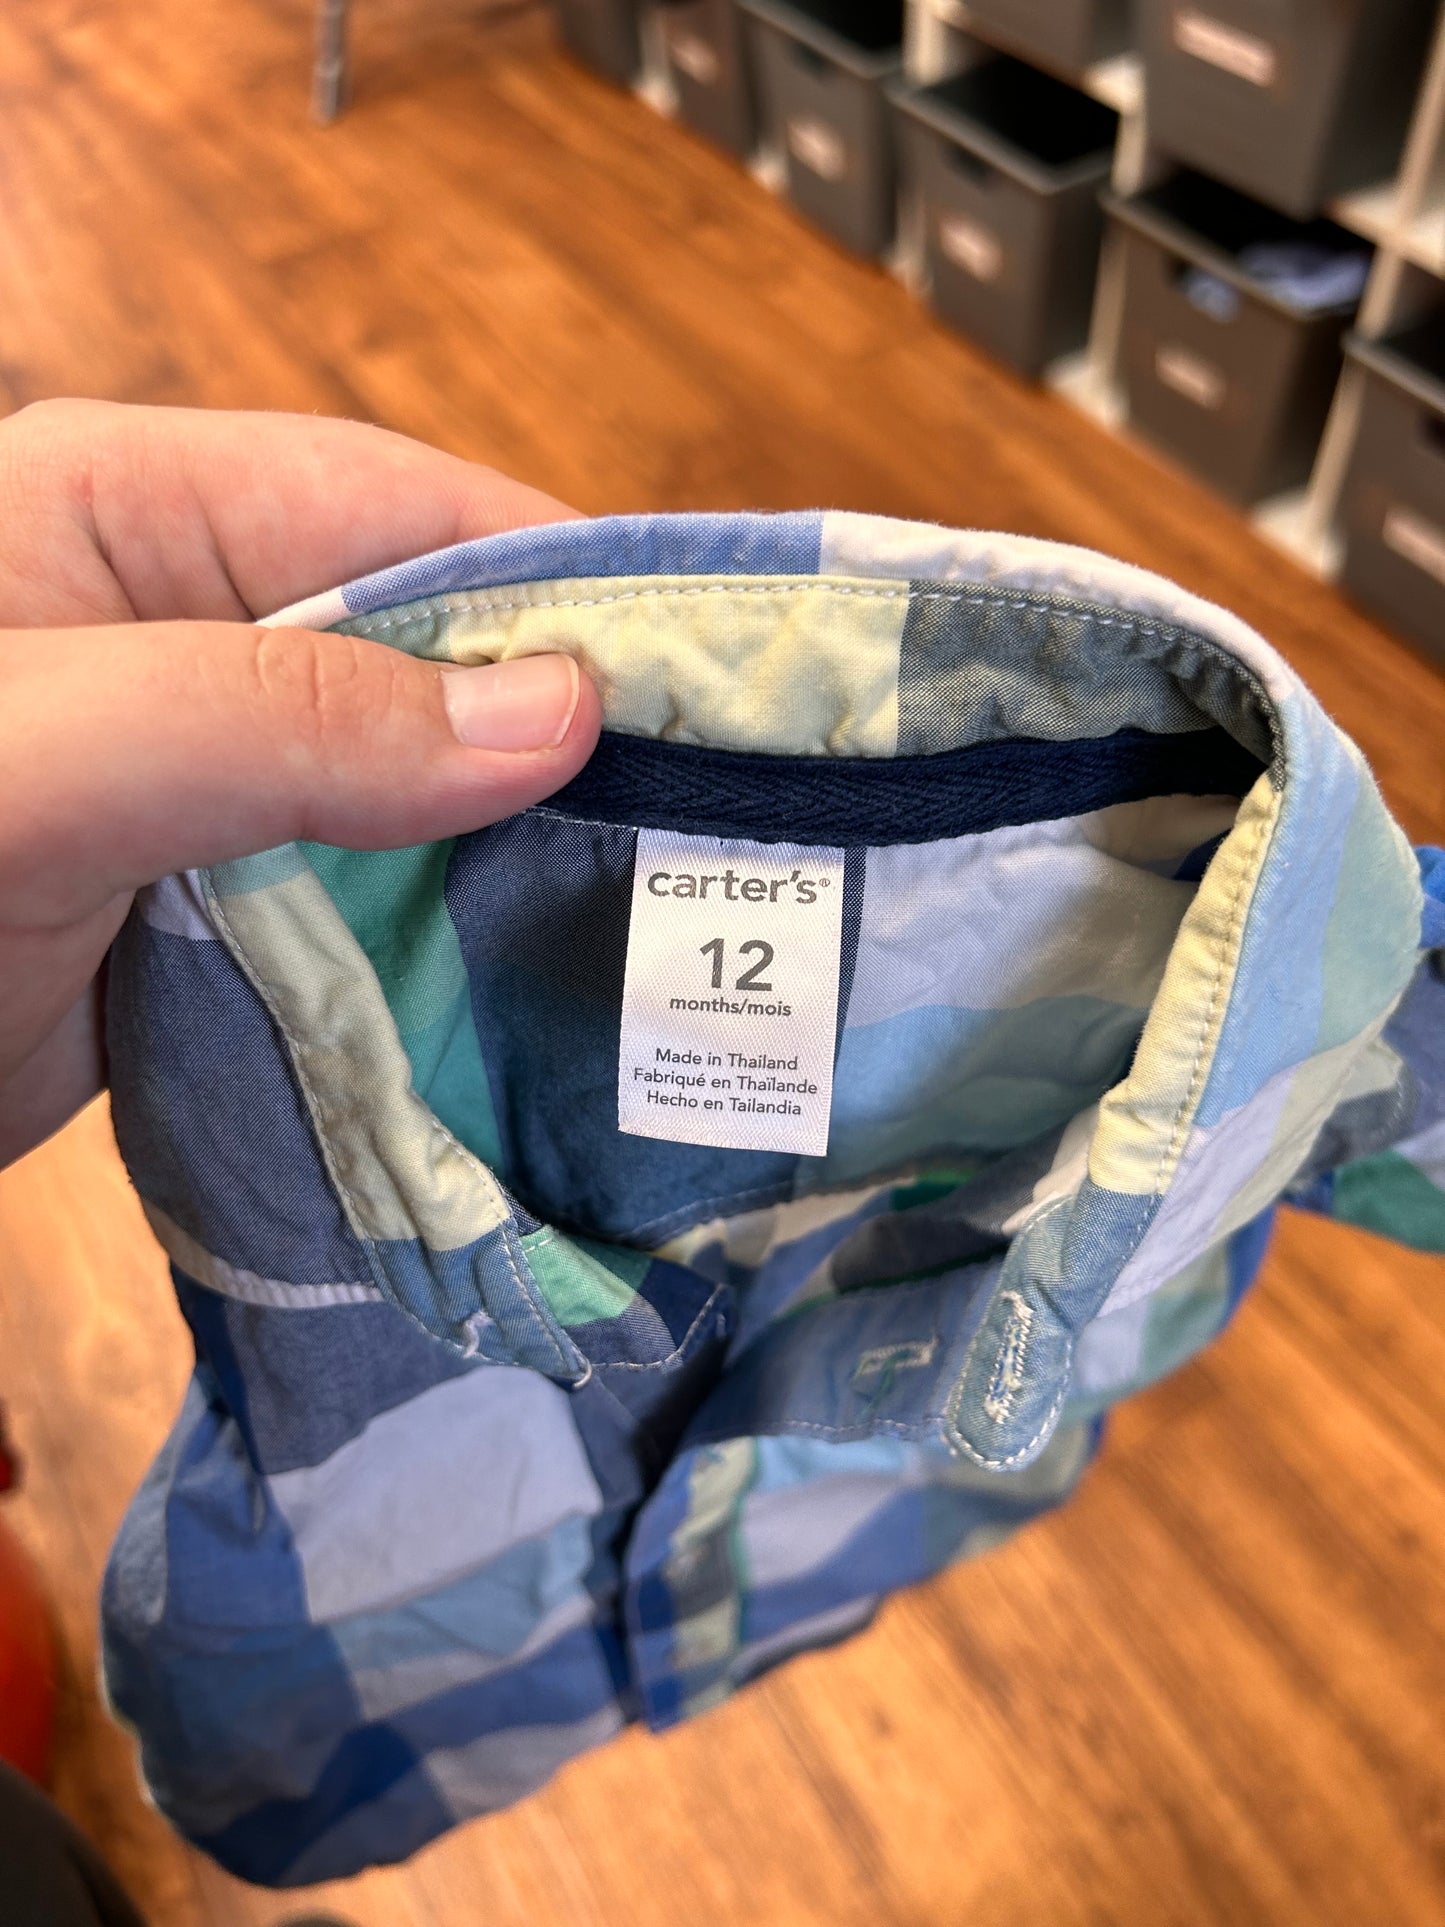 carter's®
12
months/mois
Made in Thailand
Fabriqué en Thaïlande
Hecho en Tailandia